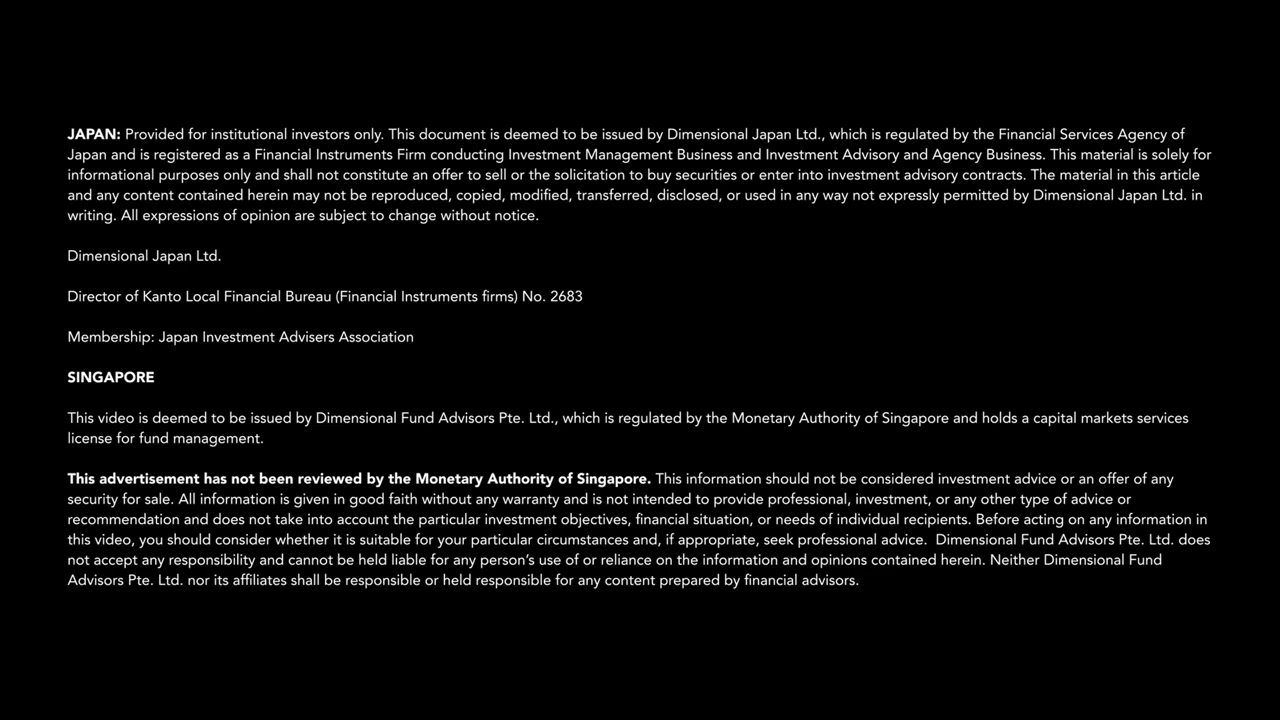 JAPAN: Provided for institutional investors only. This document is deemed to be issued by Dimensional Japan Ltd., which is regulated by the Financial Services Agency of
Japan and is registered as a Financial Instruments Firm conducting Investment Management Business and Investment Advisory and Agency Business. This material is solely for
informational purposes only and shall not constitute an offer to sell or the solicitation to buy securities or enter into investment advisory contracts. The material in this article
and any content contained herein may not be reproduced, copied, modified, transferred, disclosed, or used in any way not expressly permitted by Dimensional Japan Ltd. in
writing. All expressions of opinion are subject to change without notice.
Dimensional Japan Ltd.
Director of Kanto Local Financial Bureau (Financial Instruments firms) No. 2683
Membership: Japan Investment Advisers Association
SINGAPORE
This video is deemed to be issued by Dimensional Fund Advisors Pte. Ltd., which is regulated by the Monetary Authority of Singapore and holds a capital markets services
license for fund management.
This advertisement has not been reviewed by the Monetary Authority of Singapore. This information should not be considered investment advice or an offer of any
security for sale. All information is given in good faith without any warranty and is not intended to provide professional, investment, or any other type of advice or
recommendation and does not take into account the particular investment objectives, financial situation, or needs of individual recipients. Before acting on any information in
this video, you should consider whether it is suitable for your particular circumstances and, if appropriate, seek professional advice.  Dimensional Fund Advisors Pte. Ltd. does
not accept any responsibility and cannot be held liable for any person’s use of or reliance on the information and opinions contained herein. Neither Dimensional Fund
Advisors Pte. Ltd. nor its affiliates shall be responsible or held responsible for any content prepared by financial advisors.